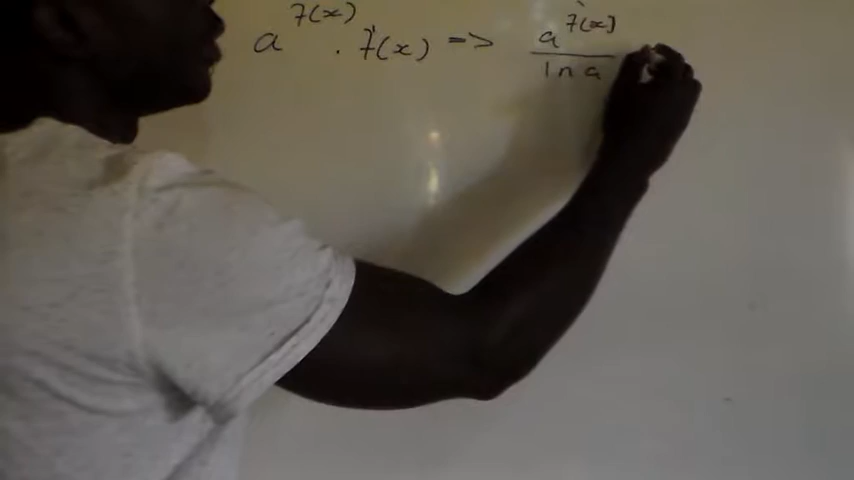 a^f(x) . f'(x) => a^f(x) / ln a